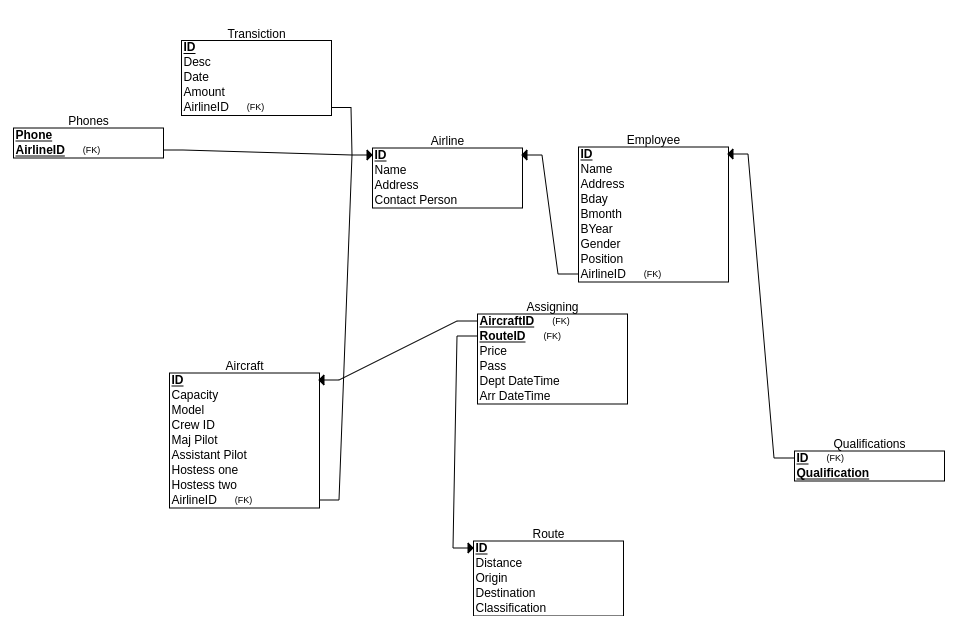 Transiction
ID
Desc
Date
Amount
AirlineID (FK)
Phones
Phone
AirlineID (FK)
Airline
ID
Name
Address
Contact Person
Employee
ID
Name
Address
Bday
Bmonth
BYear
Gender
Position
AirlineID (FK)
Assigning
AircraftID (FK)
RouteID (FK)
Price
Pass
Dept DateTime
Arr DateTime
Aircraft
ID
Capacity
Model
Crew ID
Maj Pilot
Assistant Pilot
Hostess one
Hostess two
AirlineID (FK)
Qualifications
ID (FK)
Qualification
Route
ID
Distance
Origin
Destination
Classification